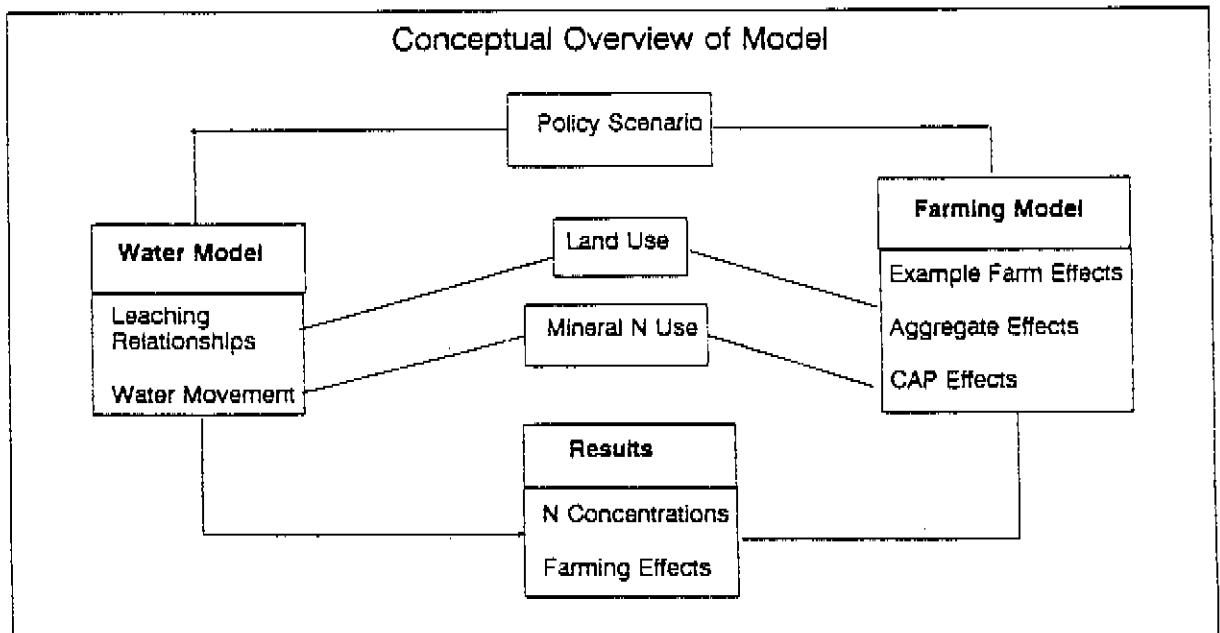 Conceptual Overview of Model
Policy Scenario
Water Model
Leaching
Relationships
Water Movement
Land Use
Mineral N Use
Farming Model
Example Farm Effects
Aggregate Effects
CAP Effects
Results
N Concentrations
Farming Effects